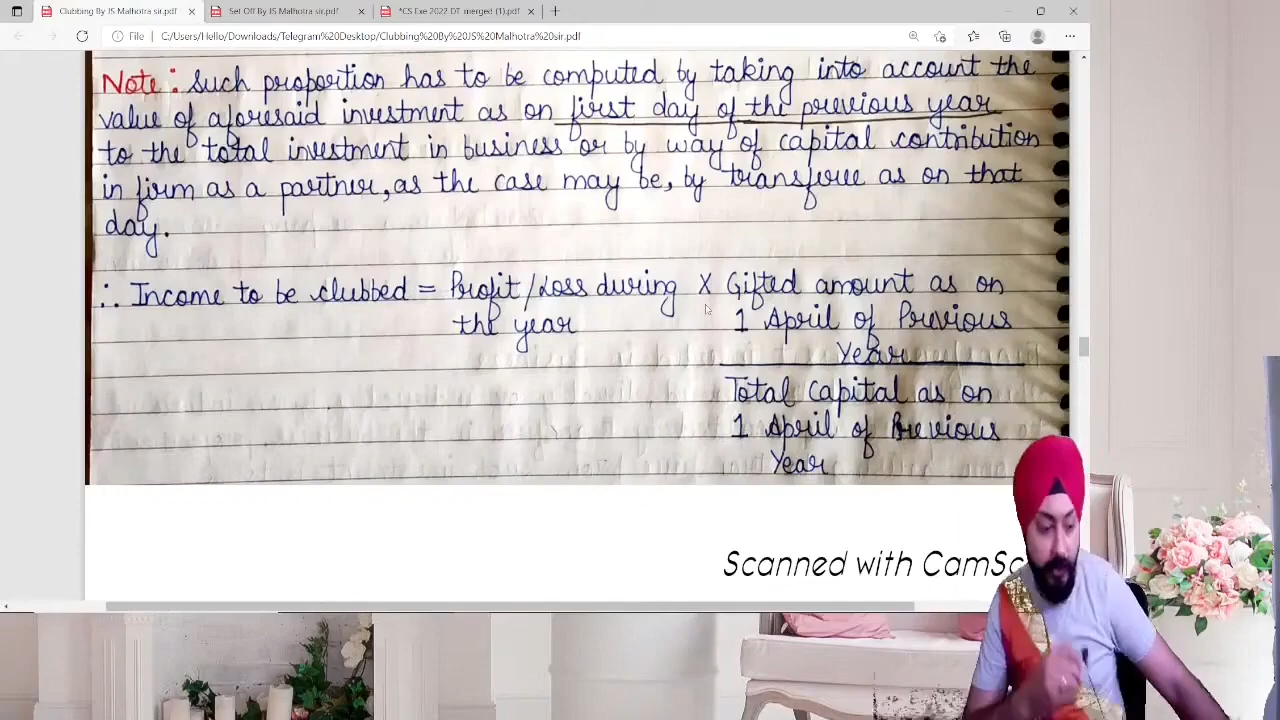 Clubbing By JS Malhotra sir.pdf
Set Off By JS Malhotra sir.pdf
*CS Exe 2022 DT merged (1).pdf
File
C:/Users/Hello/Downloads/Telegram%20Desktop/Clubbing%20By%20JS%20Malhotra%20sir.pdf
Note: Such proportion has to be computed by taking into account the
value of aforesaid investment as on first day of the previous year
to the total investment in business or by way of capital contribution
in firm as a partner, as the case may be, by transferee as on that
day.
∴ Income to be clubbed = Profit/Loss during X Gifted amount as on
the year 1 April of Previous
Year
Total Capital as on
1 April of Previous
Year
Scanned with CamSc